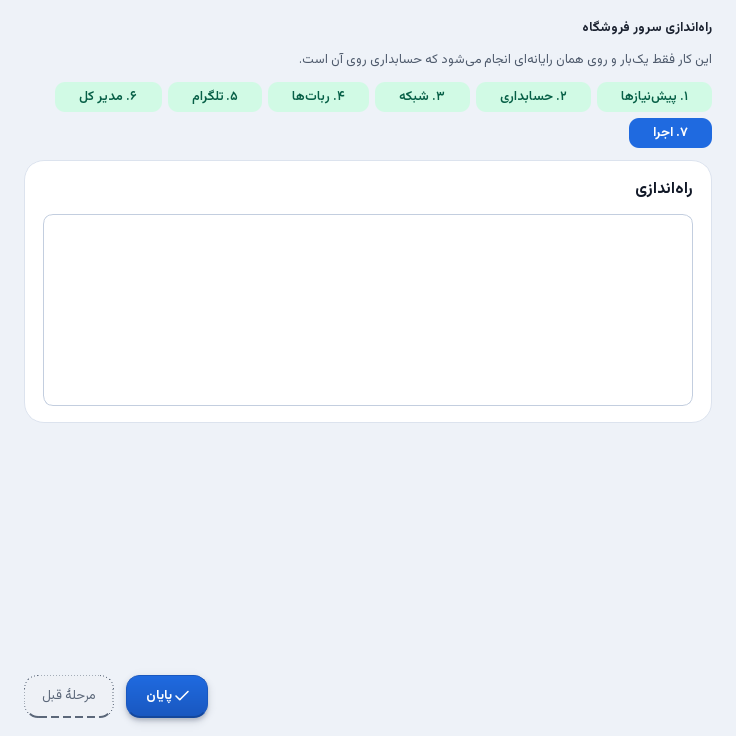 راه‌اندازی سرور فروشگاه
این کار فقط یک‌بار و روی همان رایانه‌ای انجام می‌شود که حسابداری روی آن است.
۱. پیش‌نیازها
۲. حسابداری
۳. شبکه
۴. ربات‌ها
۵. تلگرام
۶. مدیر کل
۷. اجرا
راه‌اندازی
پایان
مرحلهٔ قبل